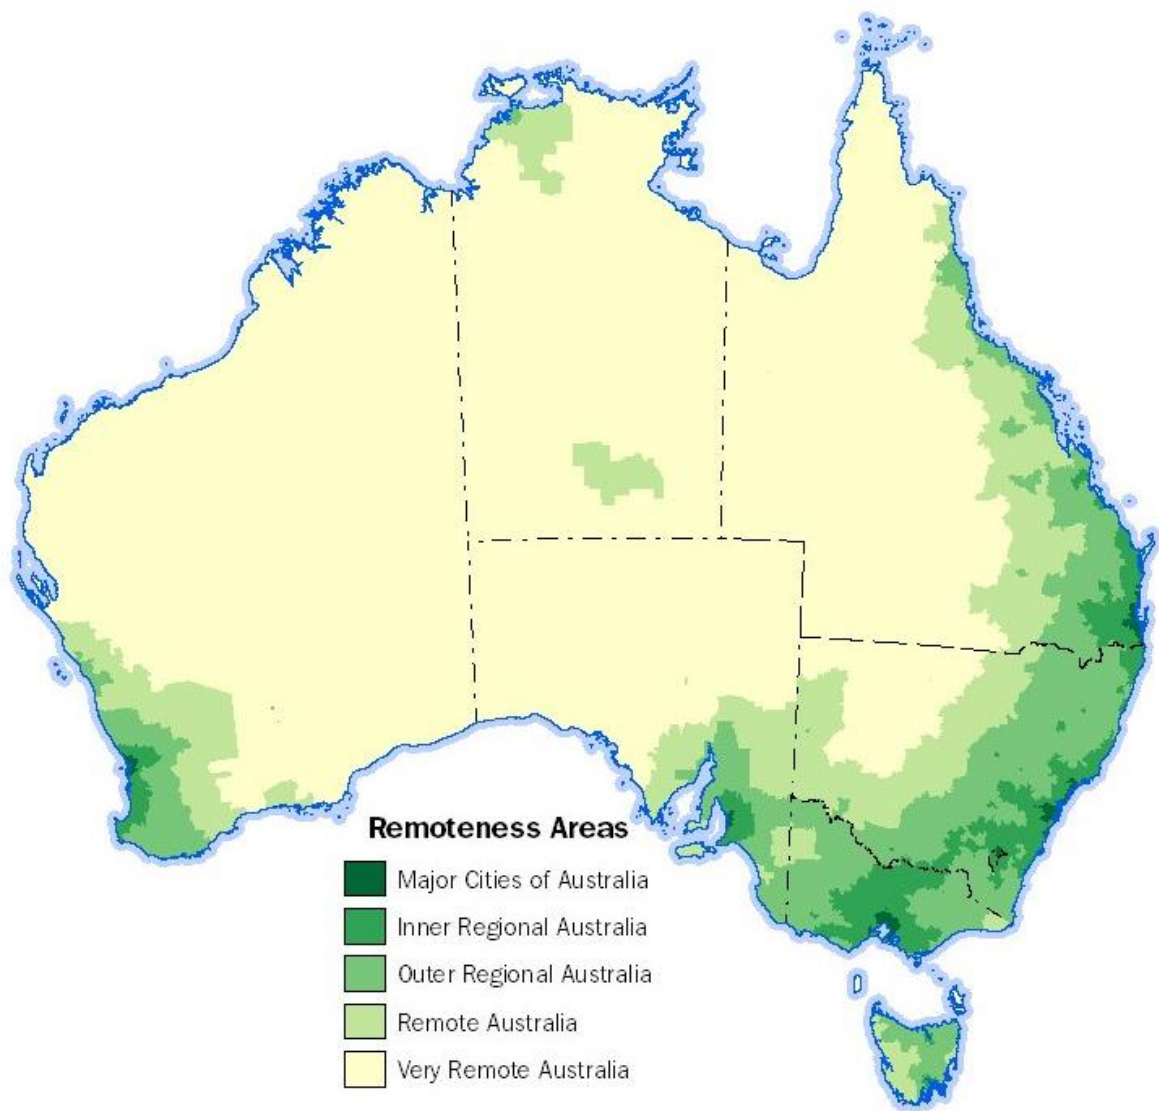 Remoteness Areas
Major Cities of Australia
Inner Regional Australia
Outer Regional Australia
Remote Australia
Very Remote Australia